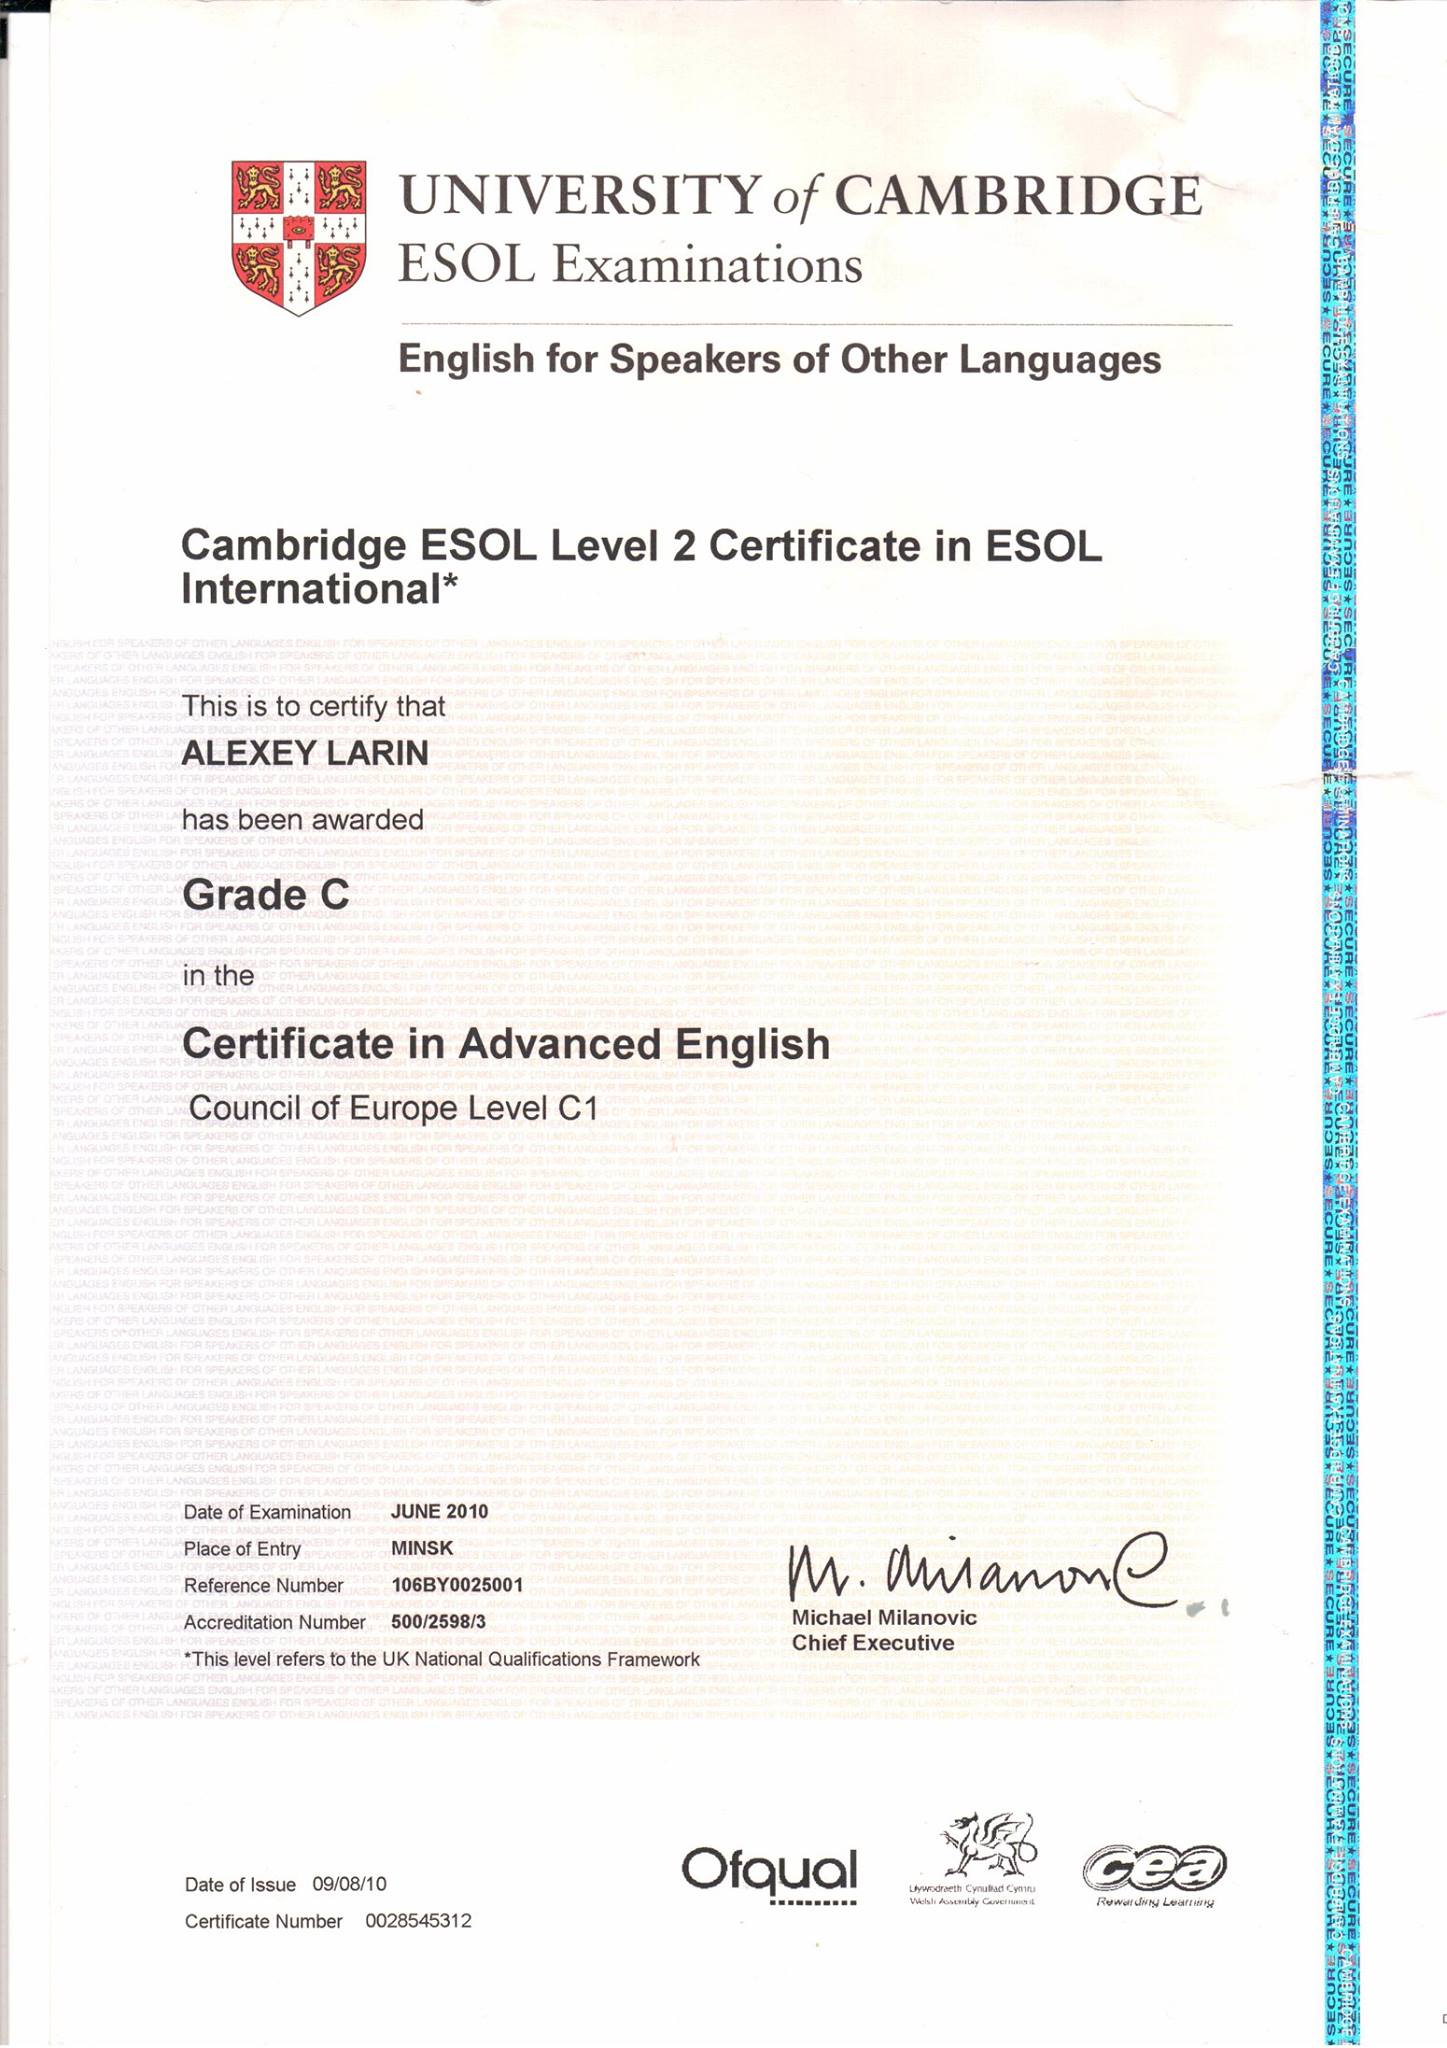 UNIVERSITY of CAMBRIDGE
ESOL Examinations
English for Speakers of Other Languages
Cambridge ESOL Level 2 Certificate in ESOL
International*
This is to certify that
ALEXEY LARIN
has been awarded
Grade C
in the
Certificate in Advanced English
Council of Europe Level C1
Date of Examination JUNE 2010
Place of Entry MINSK
Reference Number 106BY0025001
Accreditation Number 500/2598/3
*This level refers to the UK National Qualifications Framework
M. Milanovic
Michael Milanovic
Chief Executive
Ofqual
Llywodraeth Cynulliad Cymru
Welsh Assembly Government
cea
Rewarding Learning
Date of Issue 09/08/10
Certificate Number 0028545312